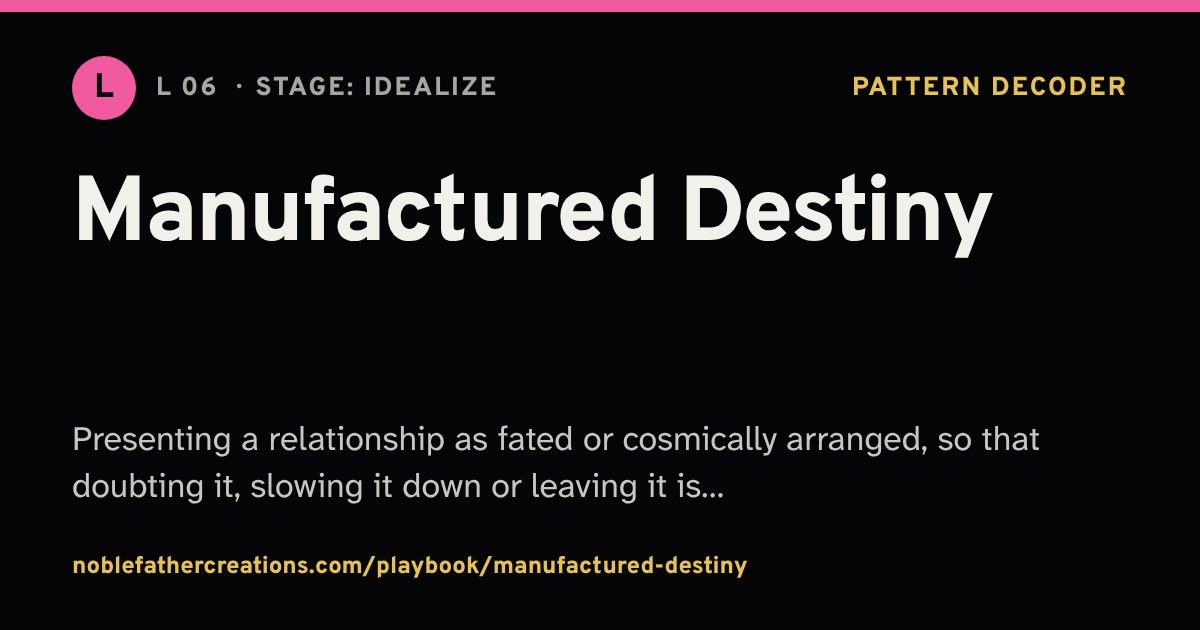 L
L 06 · STAGE: IDEALIZE
PATTERN DECODER
Manufactured Destiny
Presenting a relationship as fated or cosmically arranged, so that
doubting it, slowing it down or leaving it is...
noblefathercreations.com/playbook/manufactured-destiny